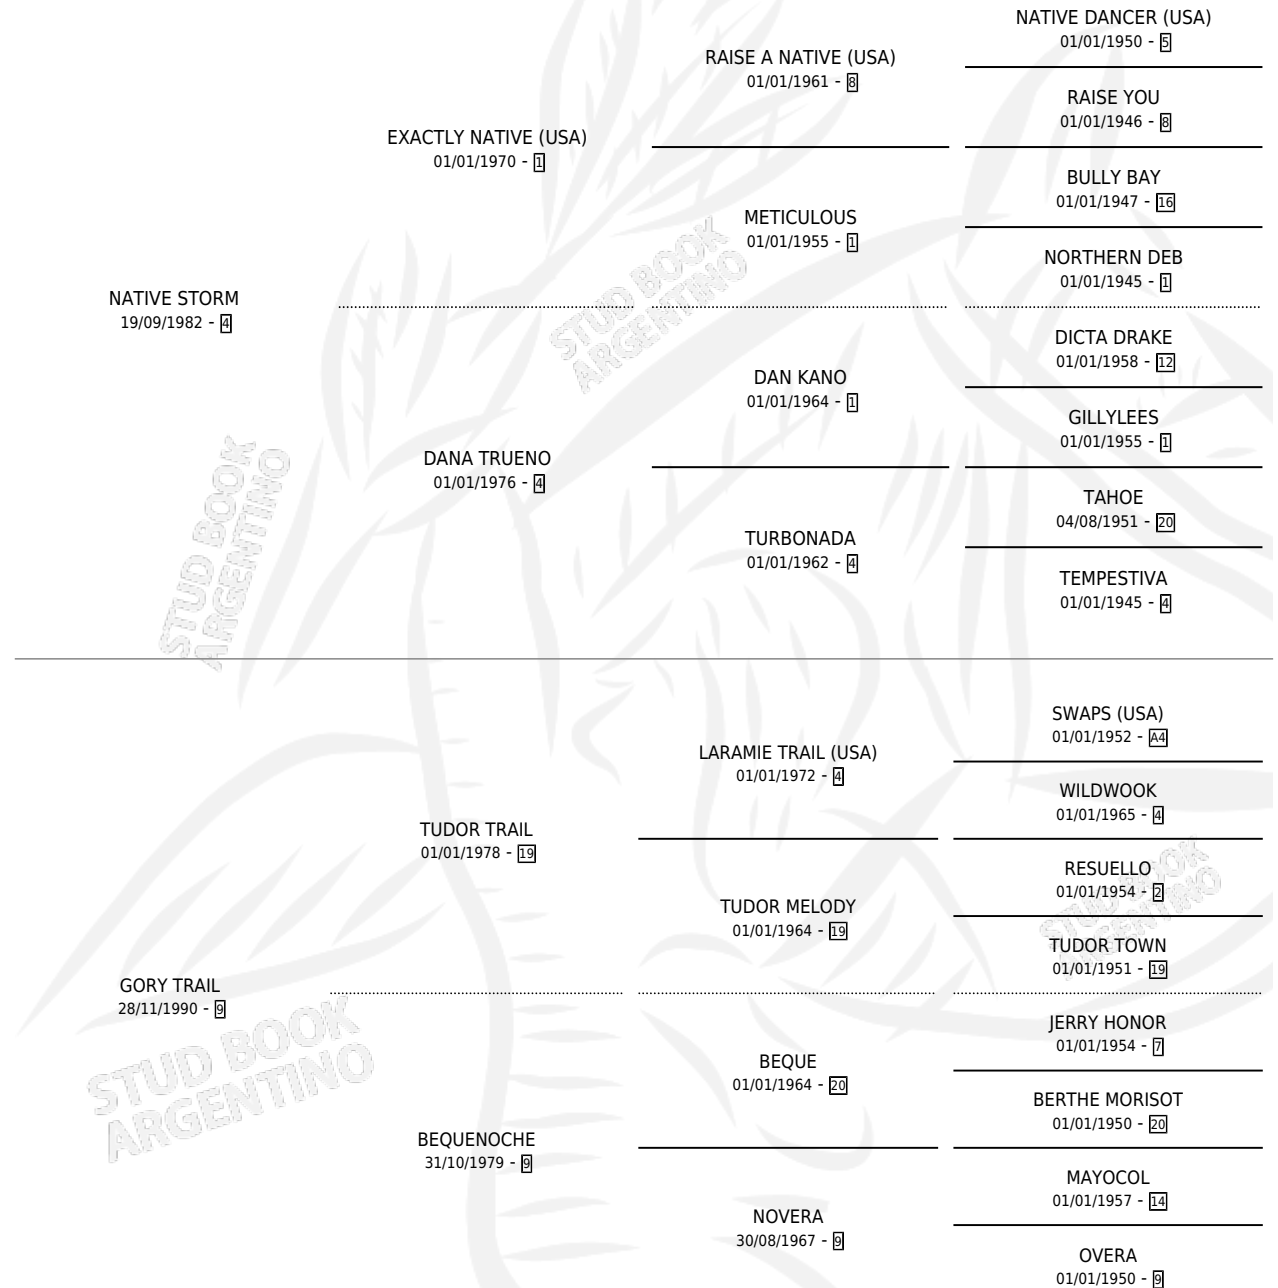 NATIVE DANCER (USA)
01/01/1950 - 5
RAISE A NATIVE (USA)
01/01/1961 - 8
RAISE YOU
01/01/1946 - 8
EXACTLY NATIVE (USA)
01/01/1970 - 1
BULLY BAY
01/01/1947 - 16
METICULOUS
01/01/1955 - 1
NORTHERN DEB
01/01/1945 - 1
NATIVE STORM
19/09/1982 - 4
STUD BOOK
ARGENTINO
DICTA DRAKE
01/01/1958 - 12
DAN KANO
01/01/1964 - 1
GILLYLEES
01/01/1955 - 1
DANA TRUENO
01/01/1976 - 4
TAHOE
04/08/1951 - 20
TURBONADA
01/01/1962 - 4
TEMPESTIVA
01/01/1945 - 4
STUD BOOK
ARGENTINO
SWAPS (USA)
01/01/1952 - A4
LARAMIE TRAIL (USA)
01/01/1972 - 4
WILDWOOK
01/01/1965 - 4
TUDOR TRAIL
01/01/1978 - 19
RESUELLO
01/01/1954 - 2
TUDOR MELODY
01/01/1964 - 19
STUD BOOK
ARGENTINO
TUDOR TOWN
01/01/1951 - 19
GORY TRAIL
28/11/1990 - 9
STUD BOOK
ARGENTINO
JERRY HONOR
01/01/1954 - 7
BEQUE
01/01/1964 - 20
BERTHE MORISOT
01/01/1950 - 20
BEQUENOCHE
31/10/1979 - 9
MAYOCOL
01/01/1957 - 14
NOVERA
30/08/1967 - 9
OVERA
01/01/1950 - 9